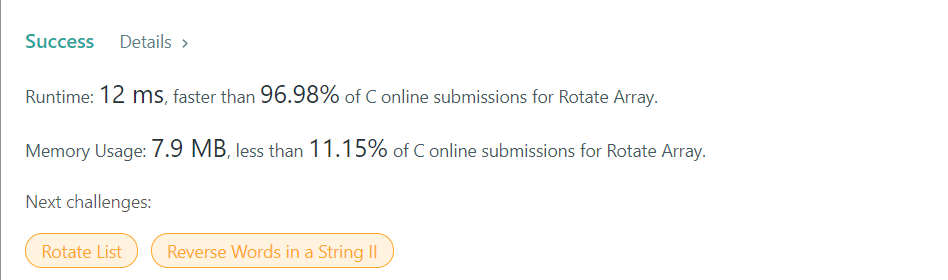 Success Details >
Runtime: 12 ms, faster than 96.98% of C online submissions for Rotate Array.
Memory Usage: 7.9 MB, less than 11.15% of C online submissions for Rotate Array.
Next challenges:
Rotate List Reverse Words in a String II